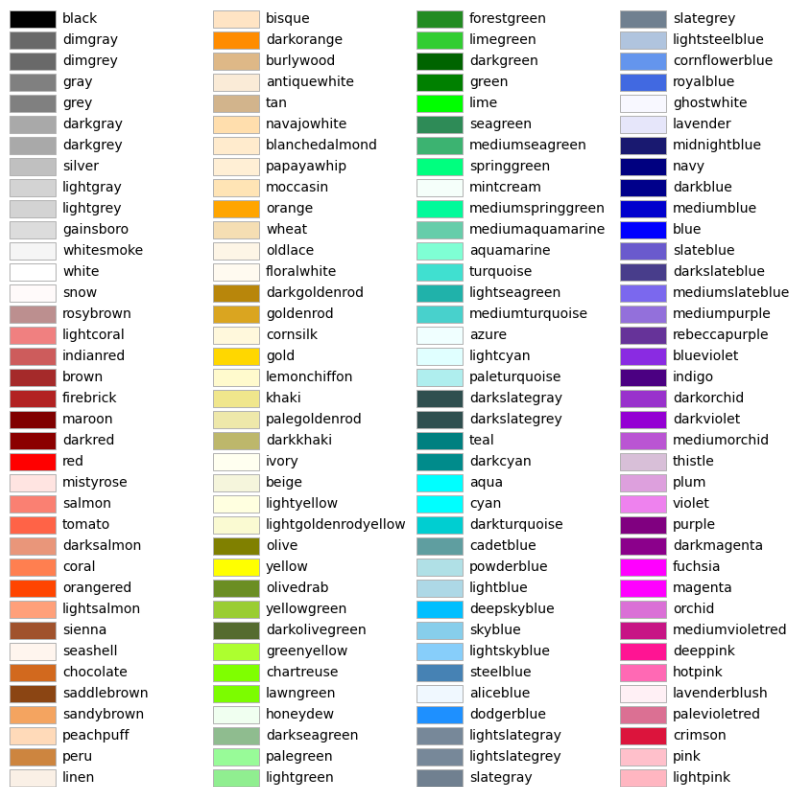 black
dimgray
dimgrey
gray
grey
darkgray
darkgrey
silver
lightgray
lightgrey
gainsboro
whitesmoke
white
snow
rosybrown
lightcoral
indianred
brown
firebrick
maroon
darkred
red
mistyrose
salmon
tomato
darksalmon
coral
orangered
lightsalmon
sienna
seashell
chocolate
saddlebrown
sandybrown
peachpuff
peru
linen
bisque
darkorange
burlywood
antiquewhite
tan
navajowhite
blanchedalmond
papayawhip
moccasin
orange
wheat
oldlace
floralwhite
darkgoldenrod
goldenrod
cornsilk
gold
lemonchiffon
khaki
palegoldenrod
darkkhaki
ivory
beige
lightyellow
lightgoldenrodyellow
olive
yellow
olivedrab
yellowgreen
darkolivegreen
greenyellow
chartreuse
lawngreen
honeydew
darkseagreen
palegreen
lightgreen
forestgreen
limegreen
darkgreen
green
lime
seagreen
mediumseagreen
springgreen
mintcream
mediumspringgreen
mediumaquamarine
aquamarine
turquoise
lightseagreen
mediumturquoise
azure
lightcyan
paleturquoise
darkslategray
darkslategrey
teal
darkcyan
aqua
cyan
darkturquoise
cadetblue
powderblue
lightblue
deepskyblue
skyblue
lightskyblue
steelblue
aliceblue
dodgerblue
lightslategray
lightslategrey
slategray
slategrey
lightsteelblue
cornflowerblue
royalblue
ghostwhite
lavender
midnightblue
navy
darkblue
mediumblue
blue
slateblue
darkslateblue
mediumslateblue
mediumpurple
rebeccapurple
blueviolet
indigo
darkorchid
darkviolet
mediumorchid
thistle
plum
violet
purple
darkmagenta
fuchsia
magenta
orchid
mediumvioletred
deeppink
hotpink
lavenderblush
palevioletred
crimson
pink
lightpink